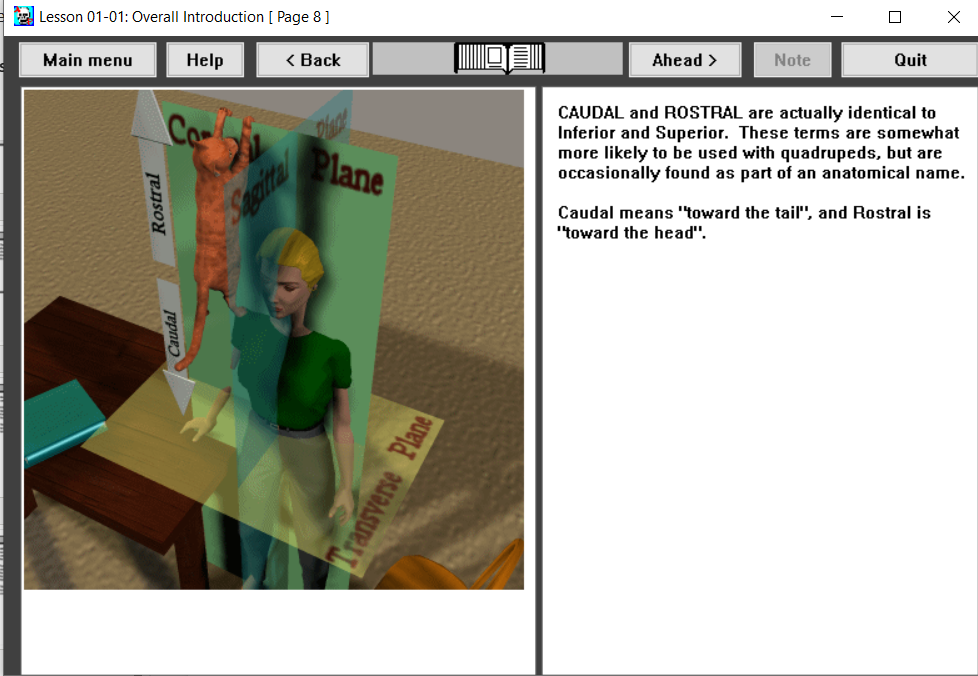 Lesson 01-01: Overall Introduction [ Page 8 ]
Main menu
Help
< Back
Ahead >
Note
Quit
CAUDAL and ROSTRAL are actually identical to
Inferior and Superior.  These terms are somewhat
more likely to be used with quadrupeds, but are
occasionally found as part of an anatomical name.
Caudal means "toward the tail", and Rostral is
"toward the head".
Plane
Sagittal
Plane
Rostral
Caudal
Transverse Plane